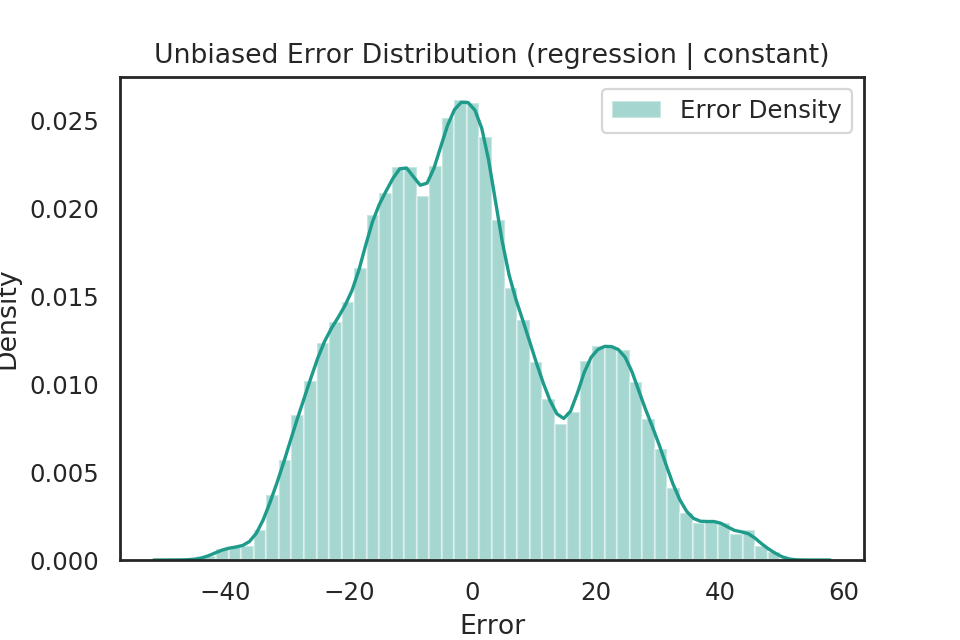 Unbiased Error Distribution (regression | constant)
Error Density
Density
0.025
0.020
0.015
0.010
0.005
0.000
−40 −20 0 20 40 60
Error